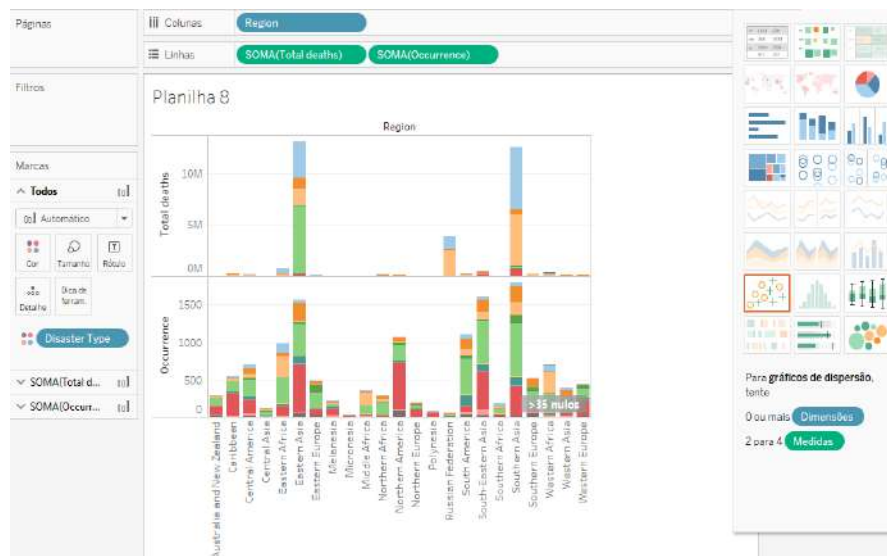 Páginas
Colunas
Region
Linhas
SOMA(Total deaths)
SOMA(Occurrence)
Filtros
Planilha 8
Region
Marcas
Todos
Automático
Cor
Tamanho
Rótulo
Detalhe
Dica de
ferram.
Disaster Type
SOMA(Total d...
SOMA(Occurr...
Total deaths
10M
5M
0M
Occurrence
1500
1000
500
0
>35 nulos
Australia and New Zealand
Caribbean
Central America
Central Asia
Eastern Africa
Eastern Asia
Eastern Europe
Melanesia
Micronesia
Middle Africa
Northern Africa
Northern America
Northern Europe
Polynesia
Russian Federation
South America
South-Eastern Asia
Southern Africa
Southern Asia
Southern Europe
Western Africa
Western Asia
Western Europe
Para gráficos de dispersão,
tente
0 ou mais Dimensões
2 para 4 Medidas